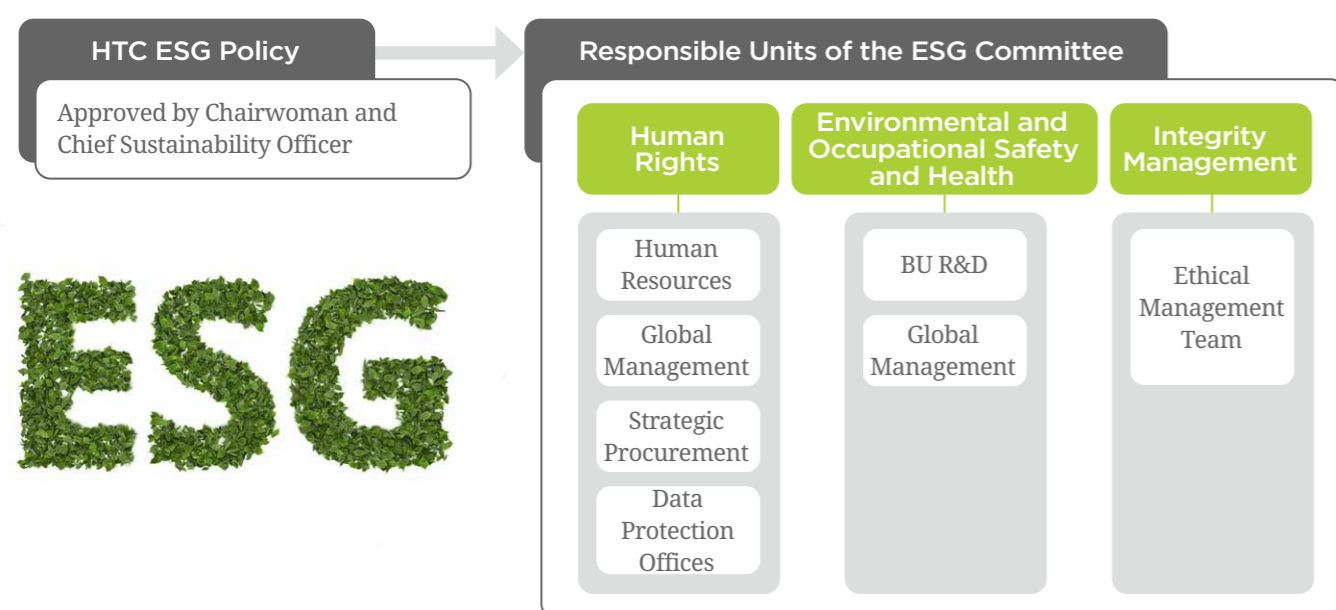 HTC ESG Policy
Approved by Chairwoman and
Chief Sustainability Officer
ESG
Responsible Units of the ESG Committee
Human
Rights
Human
Resources
Global
Management
Strategic
Procurement
Data
Protection
Offices
Environmental and
Occupational Safety
and Health
BU R&D
Global
Management
Integrity
Management
Ethical
Management
Team